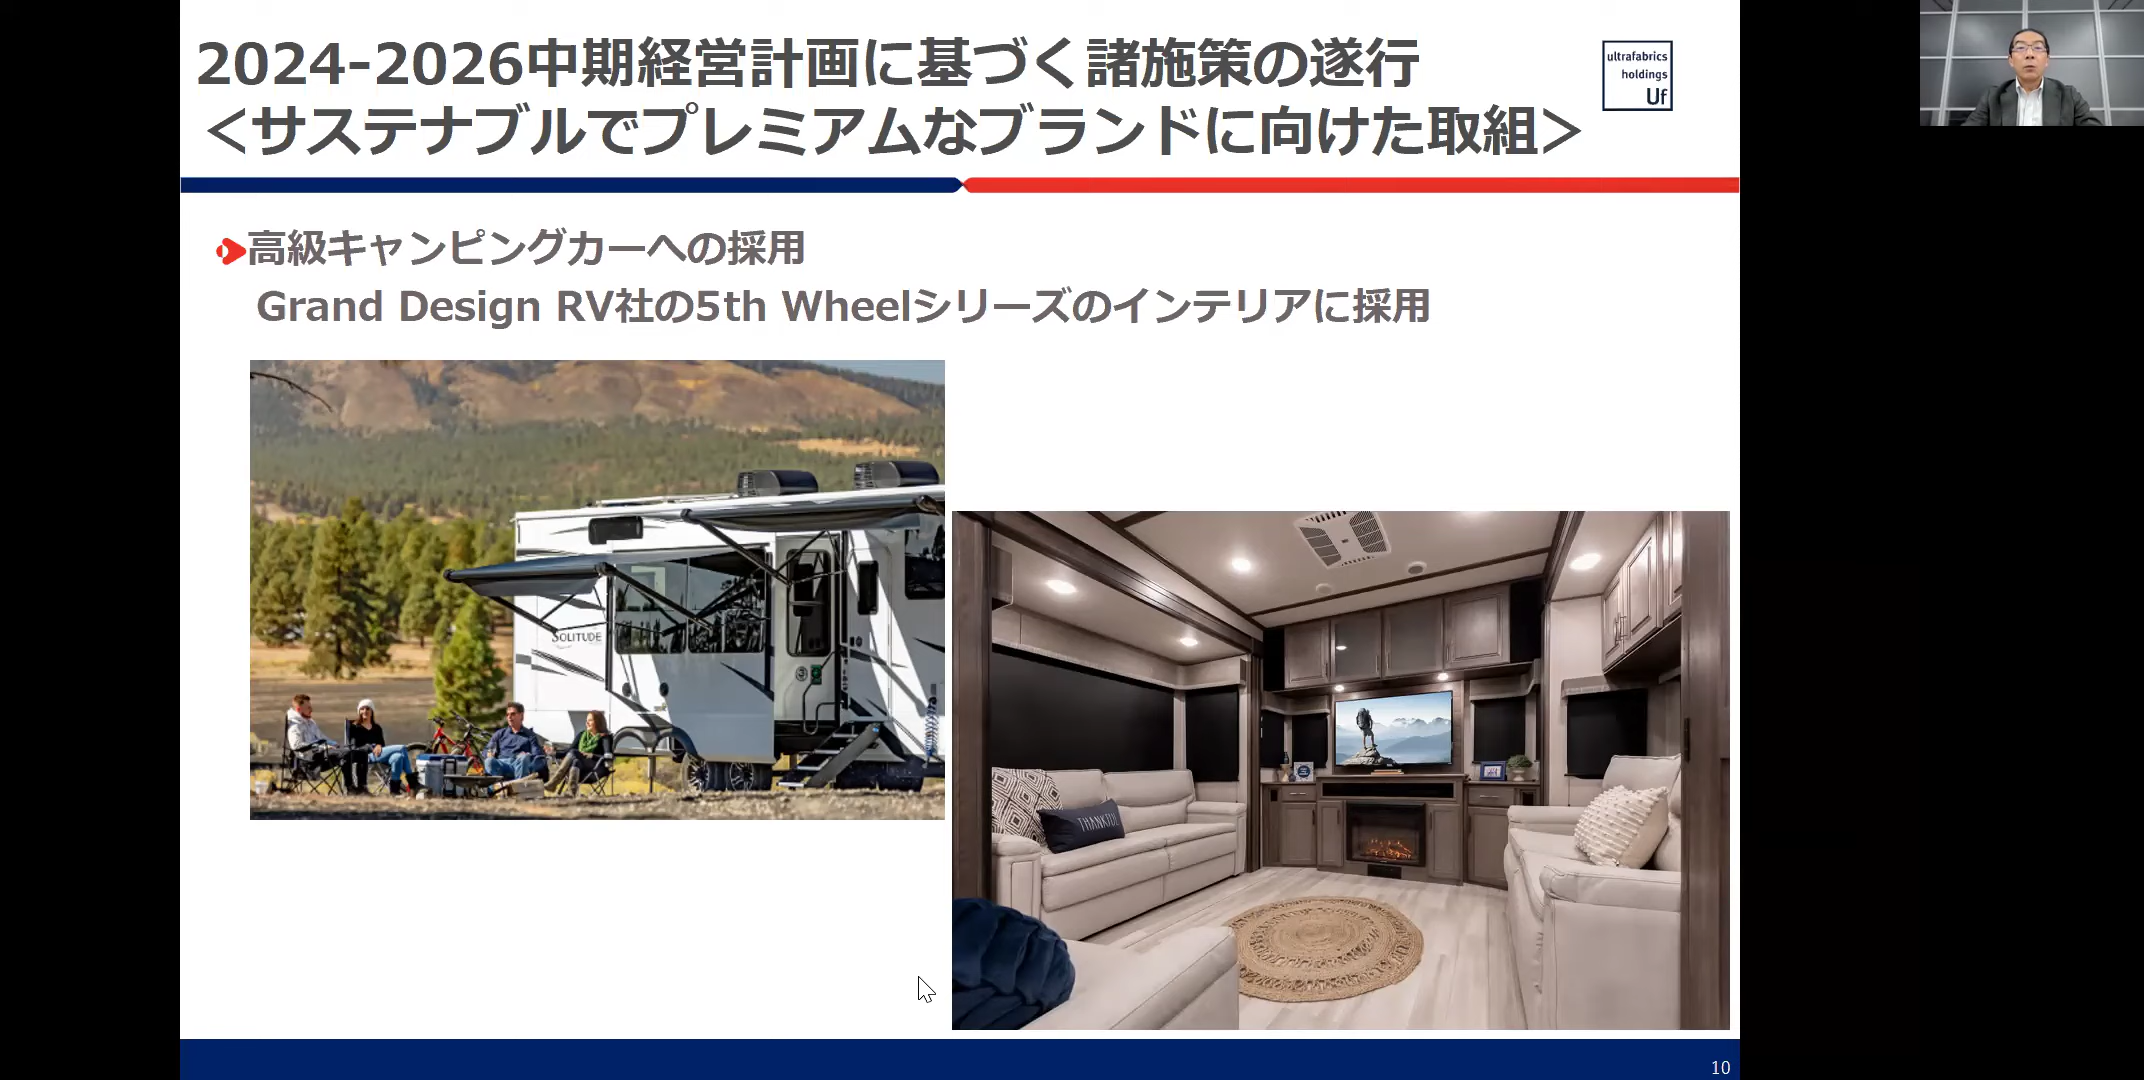 2024-2026中期経営計画に基づく諸施策の遂行
＜サステナブルでプレミアムなブランドに向けた取組＞
ultrafabrics
holdings
Uf
高級キャンピングカーへの採用
Grand Design RV社の5th Wheelシリーズのインテリアに採用
SOLITUDE
THANKFUL
10